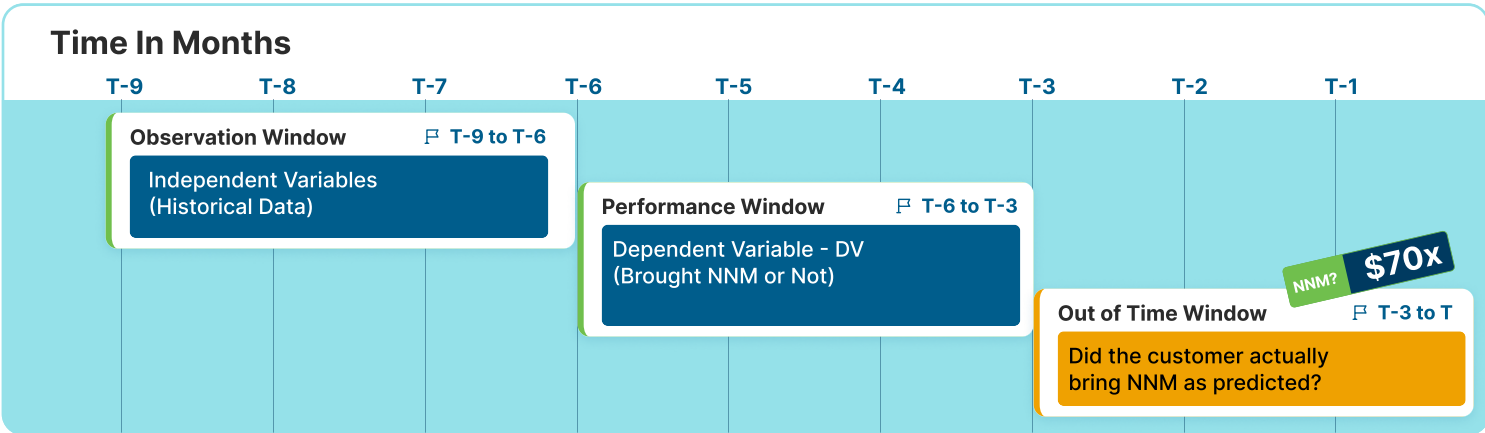 Time In Months
T-9 T-8 T-7 T-6 T-5 T-4 T-3 T-2 T-1
Observation Window T-9 to T-6
Independent Variables
(Historical Data)
Performance Window T-6 to T-3
Dependent Variable - DV
(Brought NNM or Not)
NNM? $70x
Out of Time Window T-3 to T
Did the customer actually
bring NNM as predicted?